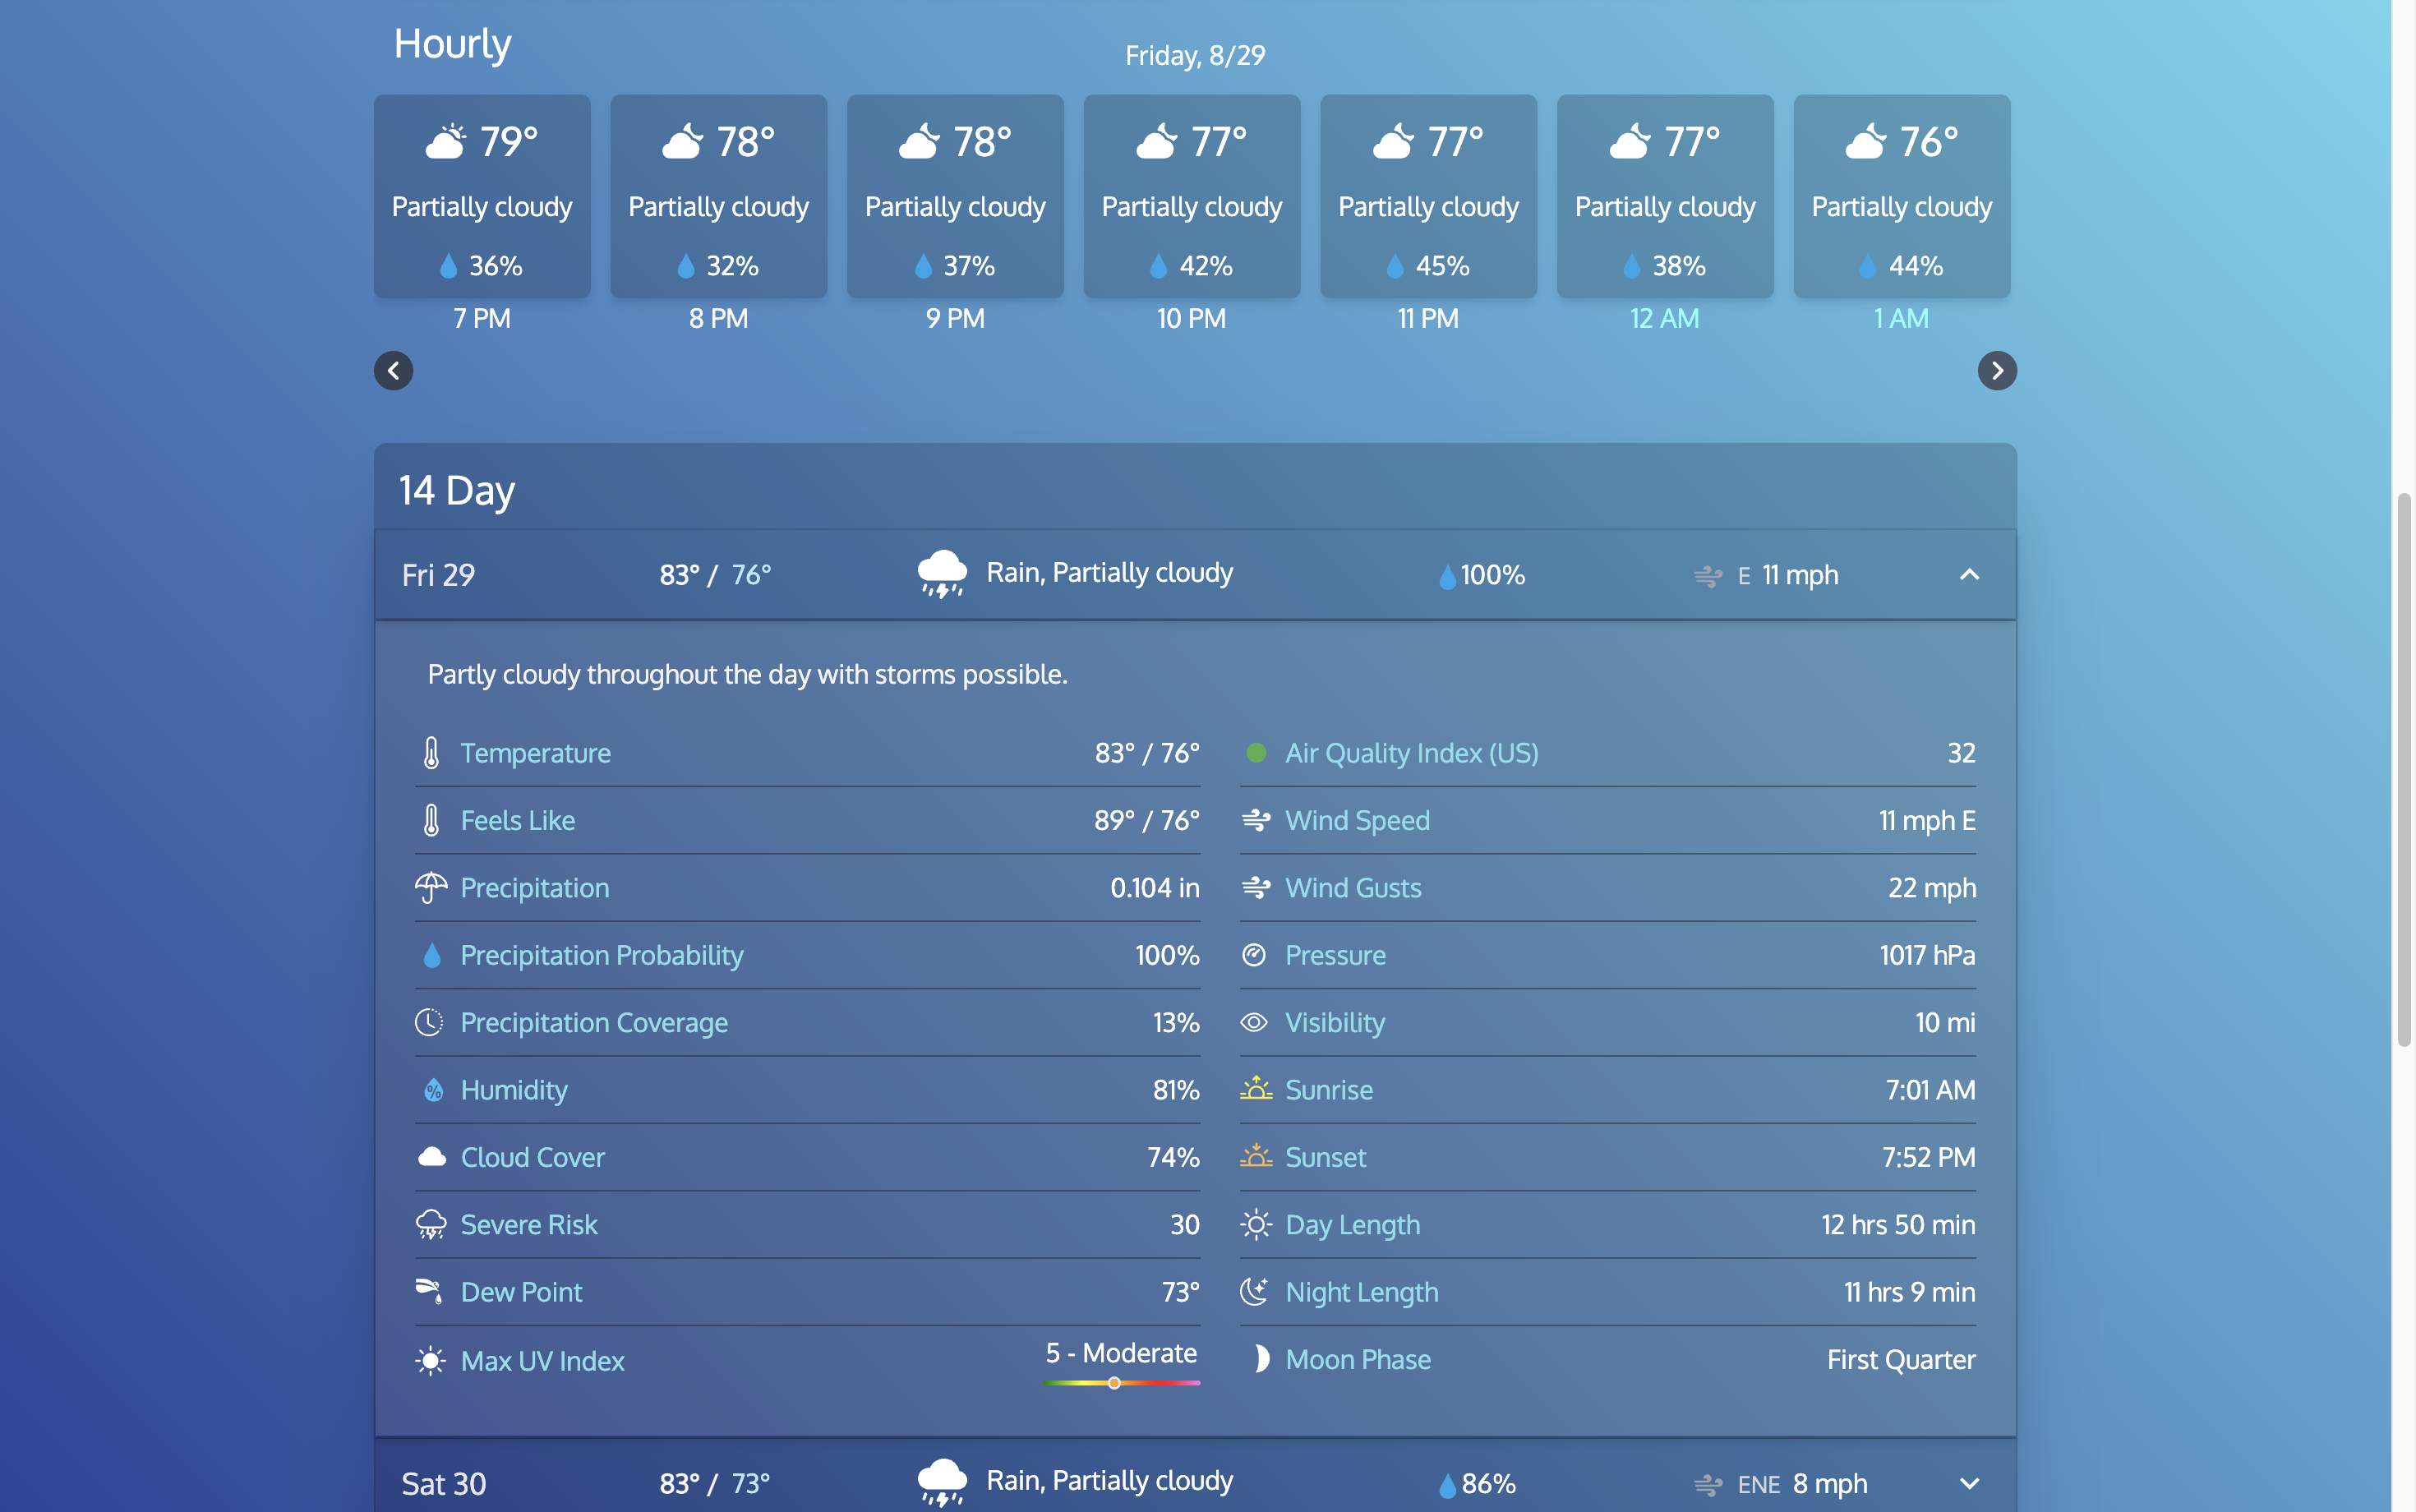 Hourly
Friday, 8/29
79° 78° 78° 77° 77° 77° 76°
Partially cloudy Partially cloudy Partially cloudy Partially cloudy Partially cloudy Partially cloudy Partially cloudy
36% 32% 37% 42% 45% 38% 44%
7 PM 8 PM 9 PM 10 PM 11 PM 12 AM 1 AM
14 Day
Fri 29 83° / 76° Rain, Partially cloudy 100% E 11 mph
Partly cloudy throughout the day with storms possible.
Temperature 83° / 76°
Feels Like 89° / 76°
Precipitation 0.104 in
Precipitation Probability 100%
Precipitation Coverage 13%
Humidity 81%
Cloud Cover 74%
Severe Risk 30
Dew Point 73°
Max UV Index 5 - Moderate
Air Quality Index (US) 32
Wind Speed 11 mph E
Wind Gusts 22 mph
Pressure 1017 hPa
Visibility 10 mi
Sunrise 7:01 AM
Sunset 7:52 PM
Day Length 12 hrs 50 min
Night Length 11 hrs 9 min
Moon Phase First Quarter
Sat 30 83° / 73° Rain, Partially cloudy 86% ENE 8 mph